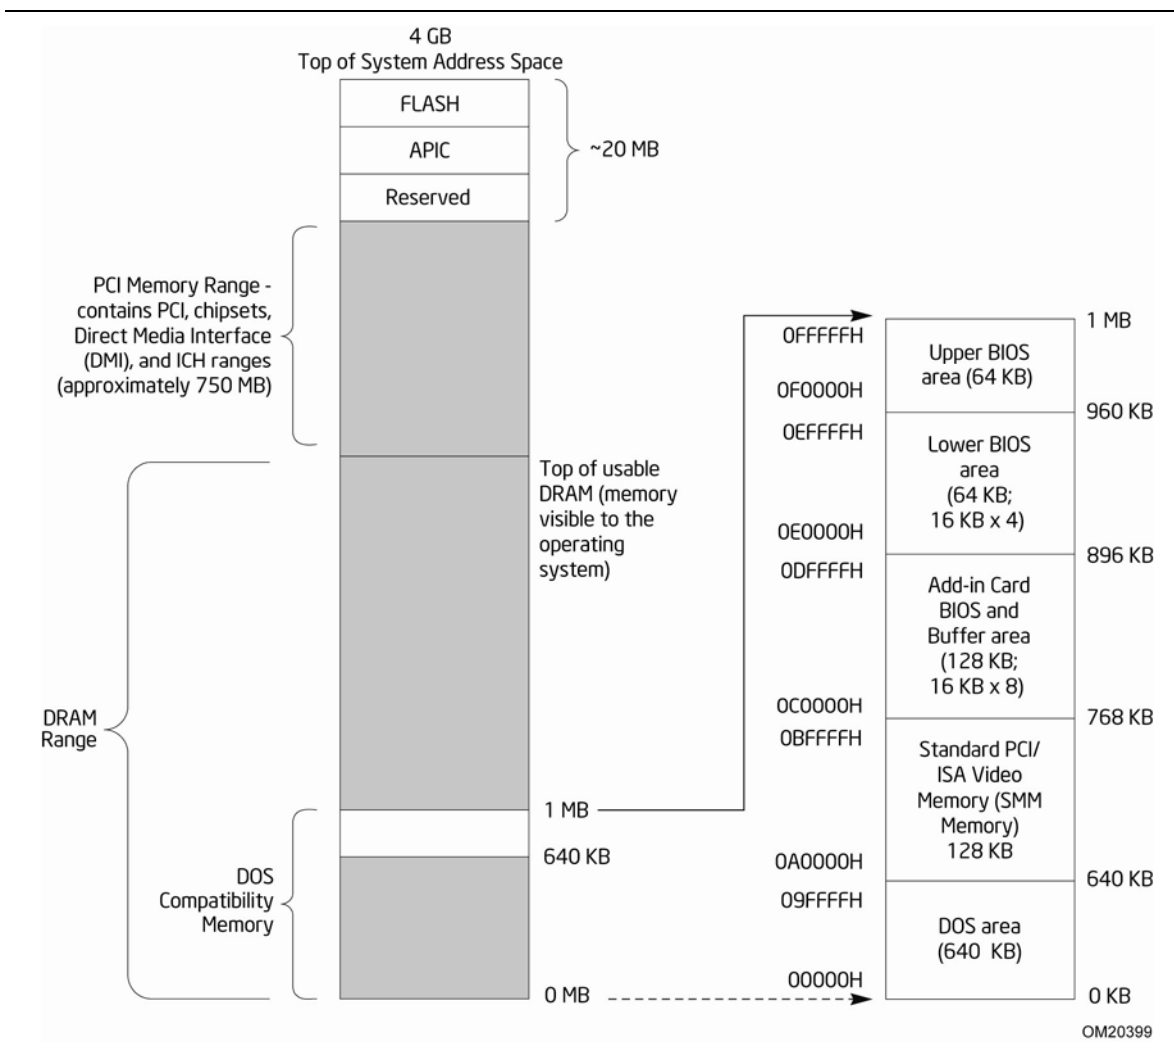 4 GB
Top of System Address Space
FLASH
APIC
Reserved
~20 MB
PCI Memory Range -
contains PCI, chipsets,
Direct Media Interface
(DMI), and ICH ranges
(approximately 750 MB)
DRAM
Range
DOS
Compatibility
Memory
Top of usable
DRAM (memory
visible to the
operating
system)
1 MB
640 KB
0 MB
0FFFFFH
0F0000H
0EFFFFH
0E0000H
0DFFFFH
0C0000H
0BFFFFH
0A0000H
09FFFFH
00000H
Upper BIOS
area (64 KB)
Lower BIOS
area
(64 KB;
16 KB x 4)
Add-in Card
BIOS and
Buffer area
(128 KB;
16 KB x 8)
Standard PCI/
ISA Video
Memory (SMM
Memory)
128 KB
DOS area
(640 KB)
1 MB
960 KB
896 KB
768 KB
640 KB
0 KB
OM20399